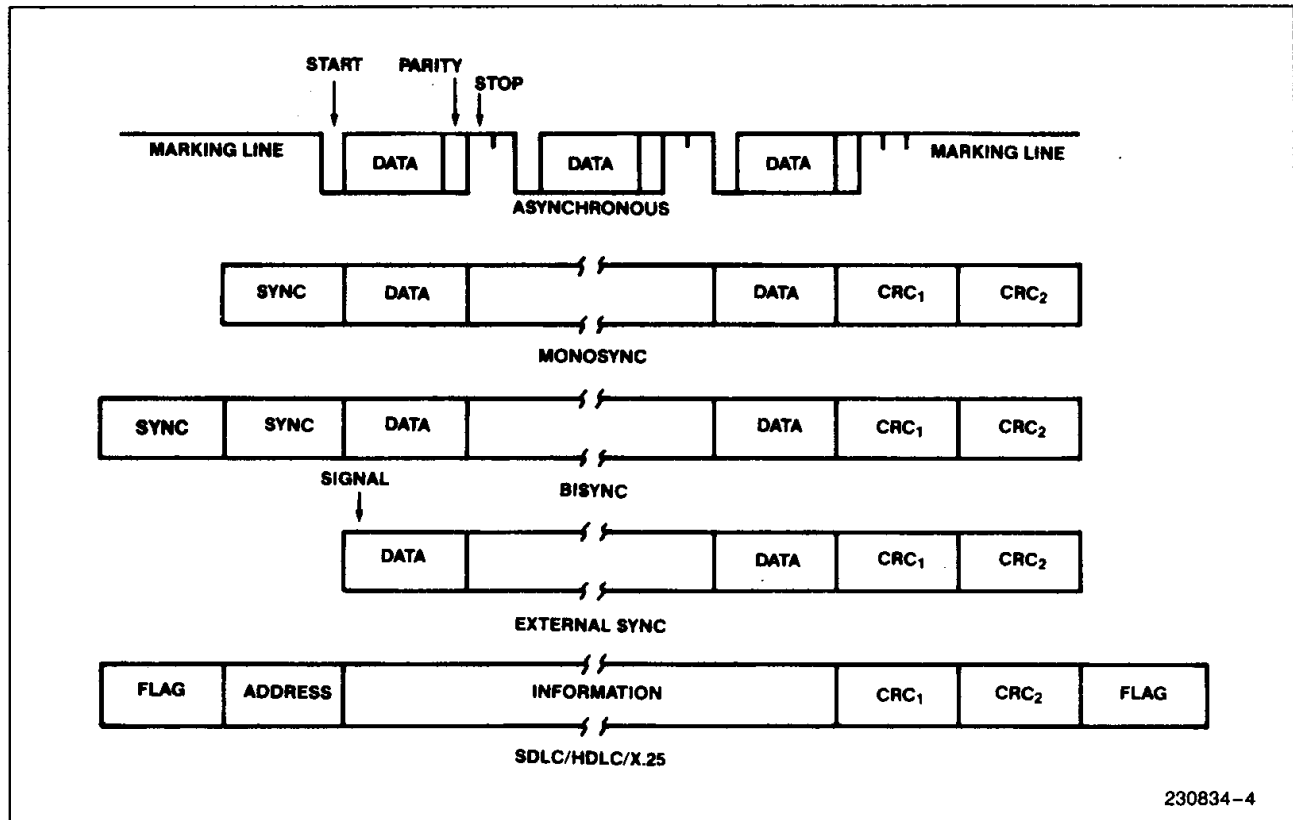 START PARITY
STOP
MARKING LINE DATA DATA DATA MARKING LINE
ASYNCHRONOUS
SYNC DATA DATA CRC₁ CRC₂
MONOSYNC
SYNC SYNC DATA DATA CRC₁ CRC₂
SIGNAL
BISYNC
DATA DATA CRC₁ CRC₂
EXTERNAL SYNC
FLAG ADDRESS INFORMATION CRC₁ CRC₂ FLAG
SDLC/HDLC/X.25
230834–4